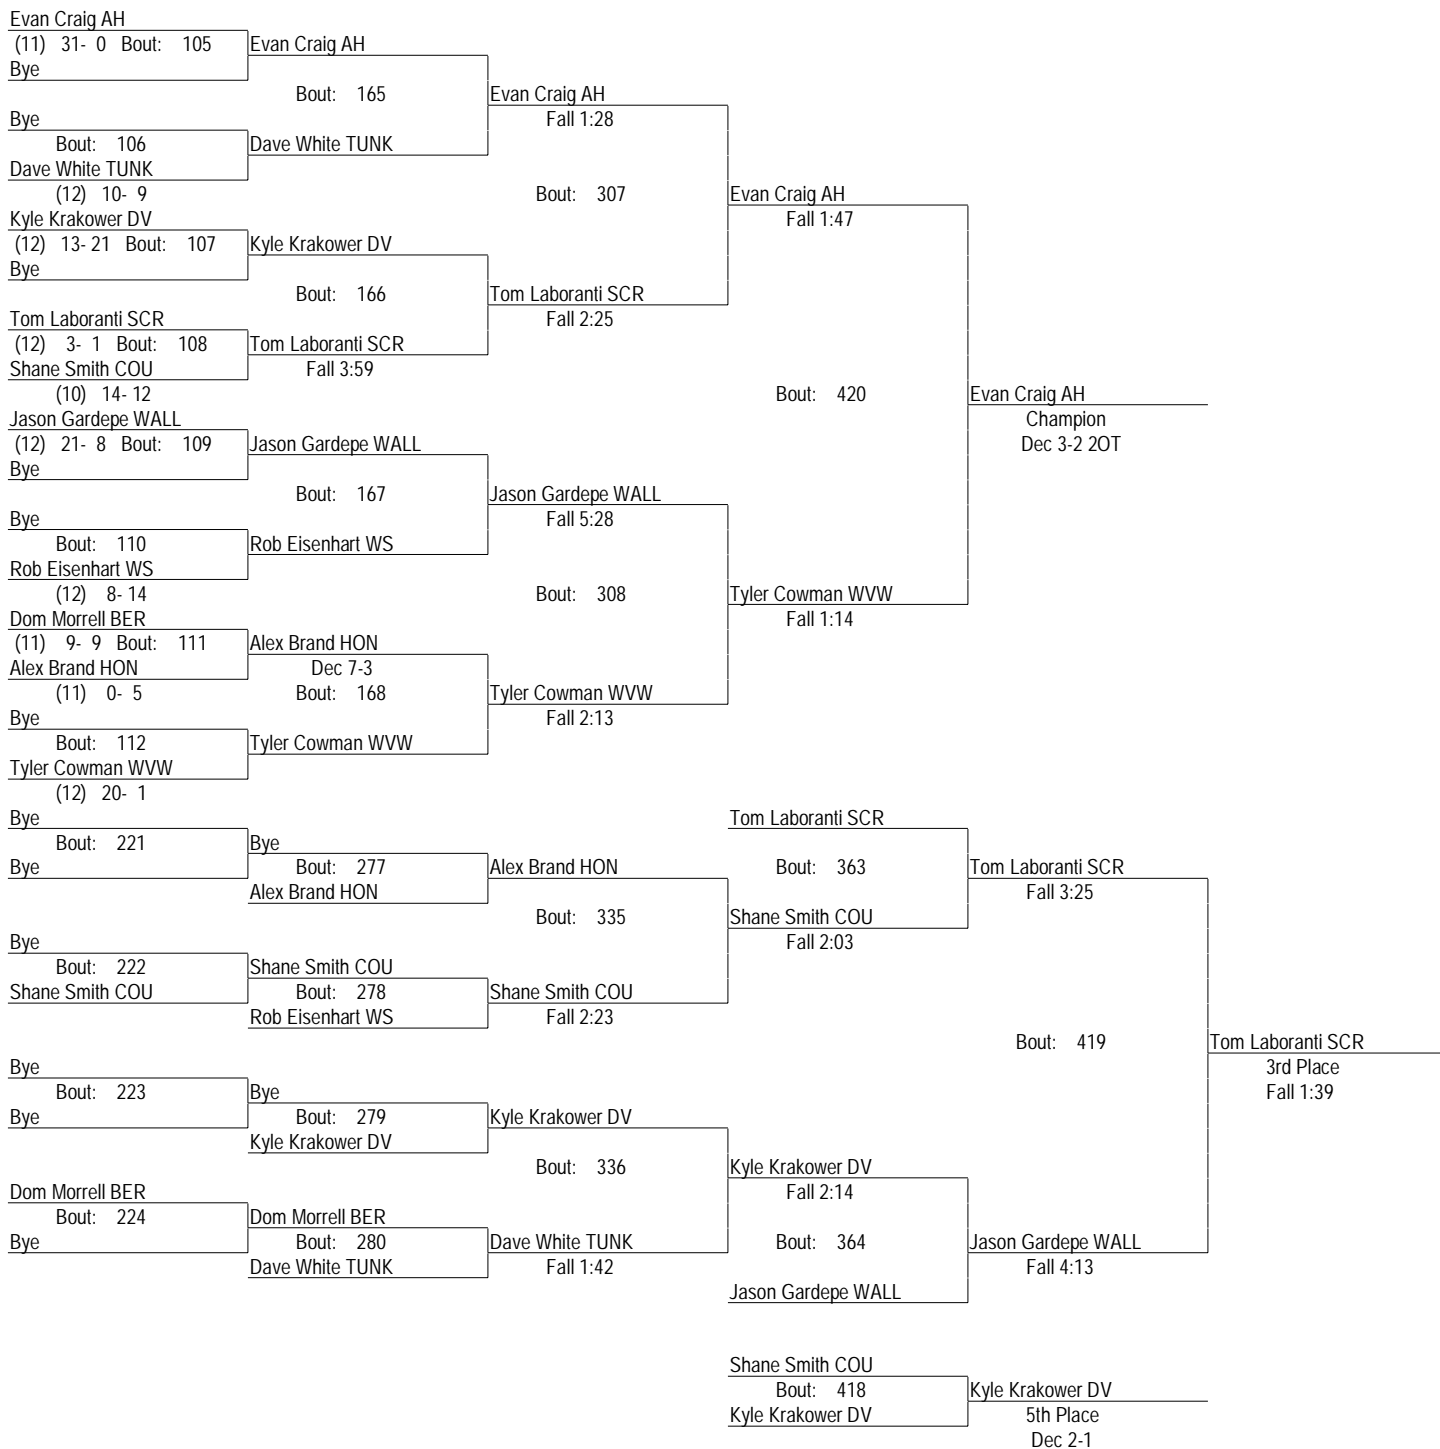 Evan Craig AH
(11) 31- 0 Bout: 105 Evan Craig AH
Bye
Bout: 165 Evan Craig AH
Bye Fall 1:28
Bout: 106 Dave White TUNK
Dave White TUNK
(12) 10- 9 Bout: 307 Evan Craig AH
Kyle Krakower DV Fall 1:47
(12) 13- 21 Bout: 107 Kyle Krakower DV
Bye
Bout: 166 Tom Laboranti SCR
Tom Laboranti SCR Fall 2:25
(12) 3- 1 Bout: 108 Tom Laboranti SCR
Shane Smith COU Fall 3:59
(10) 14- 12 Bout: 420 Evan Craig AH
Jason Gardepe WALL Champion
(12) 21- 8 Bout: 109 Jason Gardepe WALL Dec 3-2 2OT
Bye
Bout: 167 Jason Gardepe WALL
Bye Fall 5:28
Bout: 110 Rob Eisenhart WS
Rob Eisenhart WS
(12) 8- 14 Bout: 308 Tyler Cowman WVW
Dom Morrell BER Fall 1:14
(11) 9- 9 Bout: 111 Alex Brand HON
Alex Brand HON Dec 7-3
(11) 0- 5 Bout: 168 Tyler Cowman WVW
Bye Fall 2:13
Bout: 112 Tyler Cowman WVW
Tyler Cowman WVW
(12) 20- 1
Bye Tom Laboranti SCR
Bout: 221 Bye
Bye Bout: 277 Alex Brand HON Bout: 363 Tom Laboranti SCR
Alex Brand HON Fall 3:25
Bout: 335 Shane Smith COU
Bye Fall 2:03
Bout: 222 Shane Smith COU
Shane Smith COU Bout: 278 Shane Smith COU
Rob Eisenhart WS Fall 2:23
Bout: 419 Tom Laboranti SCR
Bye 3rd Place
Bout: 223 Bye Fall 1:39
Bye Bout: 279 Kyle Krakower DV
Kyle Krakower DV
Bout: 336 Kyle Krakower DV
Dom Morrell BER Fall 2:14
Bout: 224 Dom Morrell BER
Bye Bout: 280 Dave White TUNK Bout: 364 Jason Gardepe WALL
Dave White TUNK Fall 1:42 Fall 4:13
Jason Gardepe WALL
Shane Smith COU
Bout: 418 Kyle Krakower DV
Kyle Krakower DV 5th Place
Dec 2-1